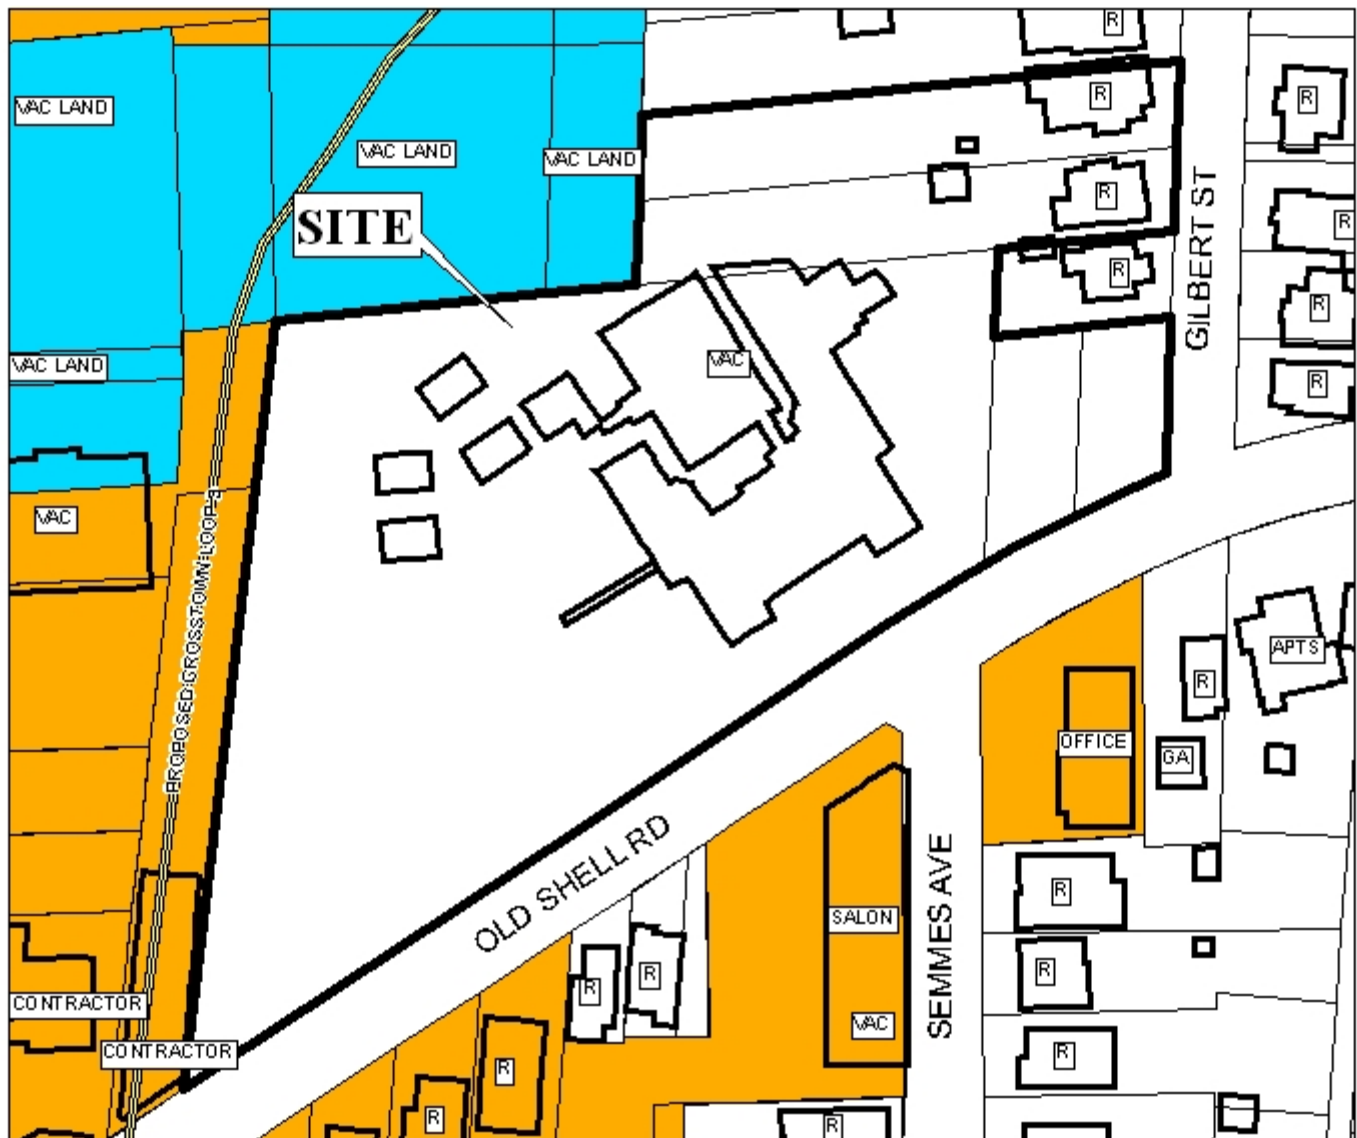 R
VAC LAND
VAC LAND
VAC LAND
R
R
SITE
R
R
GILBERT ST
R
R
R
VAC LAND
VAC
R
VAC
PROPOSED CROSSTOWN LOOP 3
APTS
R
OFFICE
GA
OLD SHELL RD
SEMMES AVE
R
SALON
R
R
R
CONTRACTOR
VAC
CONTRACTOR
R
R
R
R